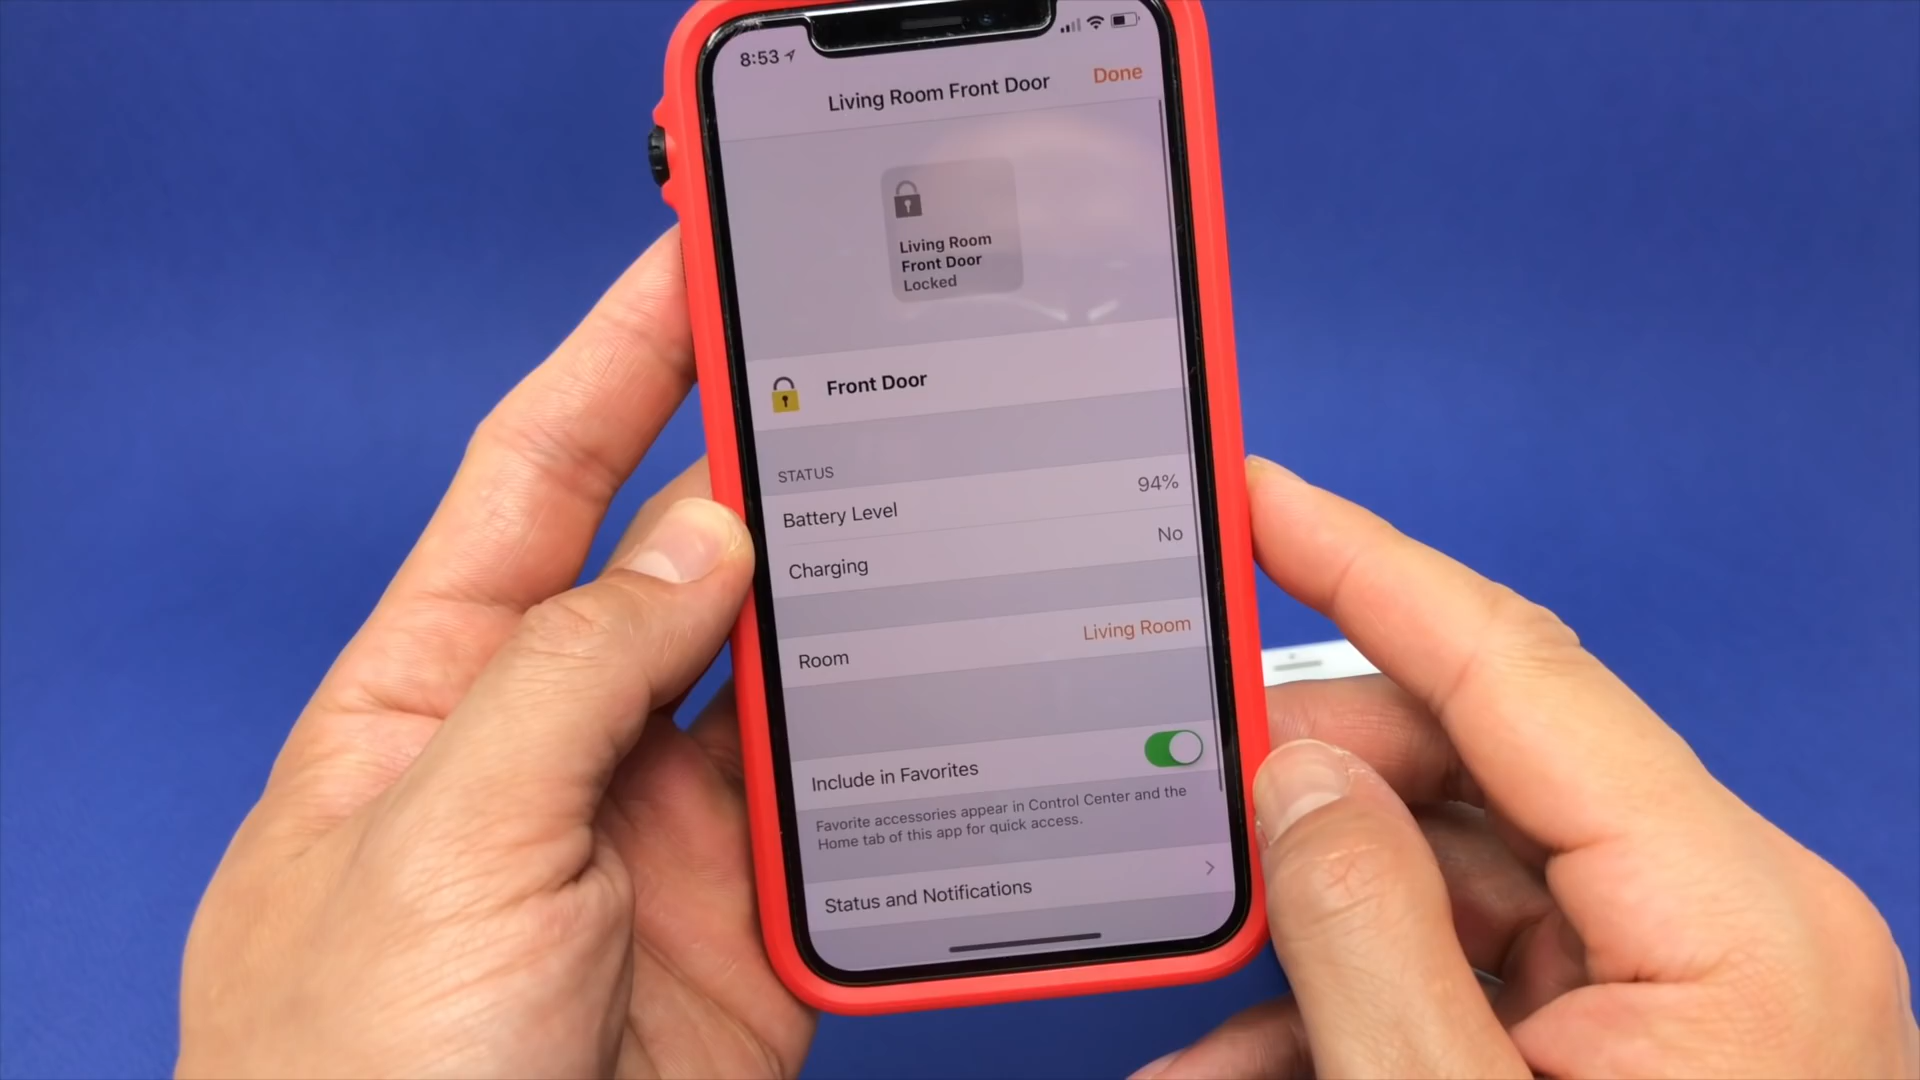 8:53
Living Room Front Door
Done
Living Room
Front Door
Locked
Front Door
STATUS
Battery Level 94%
Charging No
Room Living Room
Include in Favorites
Favorite accessories appear in Control Center and the
Home tab of this app for quick access.
Status and Notifications